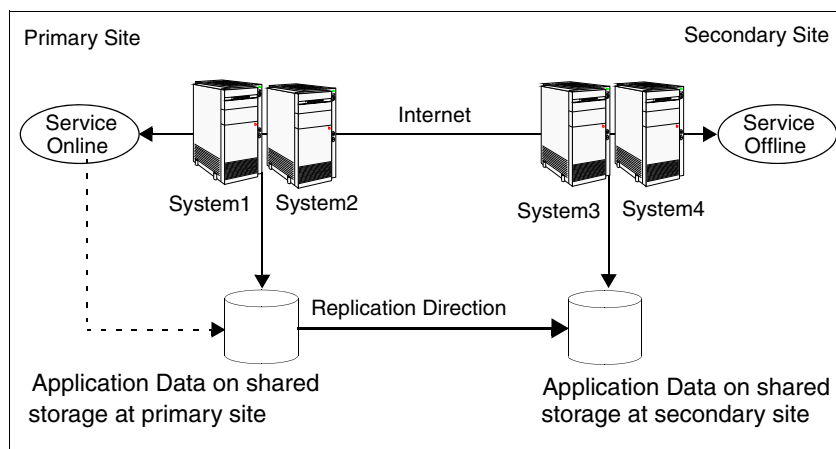 Primary Site
Secondary Site
Service
Online
Internet
Service
Offline
System1
System2
System3
System4
Replication Direction
Application Data on shared
storage at primary site
Application Data on shared
storage at secondary site